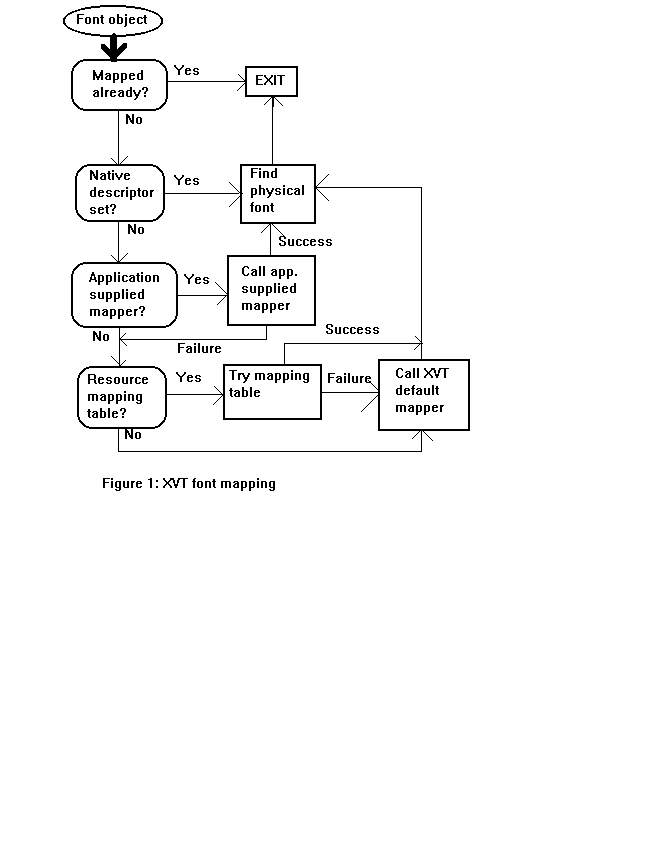 Font object
Mapped
already?
Yes
EXIT
No
Native
descriptor
set?
Yes
Find
physical
font
No
Success
Application
supplied
mapper?
Yes
Call app.
supplied
mapper
No
Failure
Success
Resource
mapping
table?
Yes
Try mapping
table
Failure
Call XVT
default
mapper
No
Figure 1: XVT font mapping